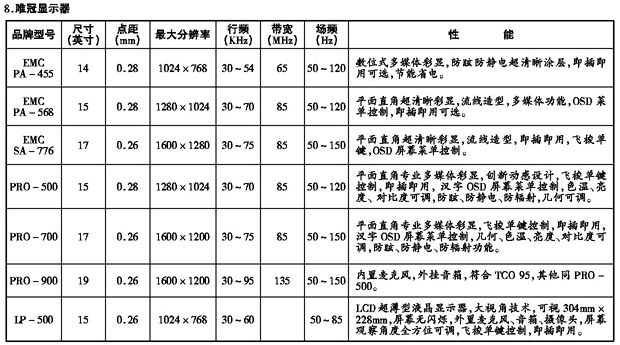 8.唯冠显示器
品牌型号 尺寸(英寸) 点距(mm) 最大分辨率 行频(KHz) 带宽(MHz) 场频(Hz) 性 能
EMC PA-455 14 0.28 1024×768 30~54 65 50~120 数位式多媒体彩显,防眩防静电超清晰涂层,即插即
用可选,节能省电。
EMC PA-568 15 0.28 1280×1024 30~70 85 50~120 平面直角超清晰彩显,流线造型,多媒体功能,OSD菜
单控制,即插即用可选。
EMC SA-776 17 0.26 1600×1280 30~75 85 50~150 平面直角超清晰彩显,流线造型,即插即用,飞梭单
键,OSD屏幕菜单控制。
PRO-500 15 0.28 1280×1024 30~70 85 50~120 平面直角专业多媒体彩显,创新动感设计,飞梭单键
控制,即插即用,汉字OSD屏幕菜单控制,色温、亮
度、对比度可调,防眩、防静电、防辐射,几何可调。
PRO-700 17 0.26 1600×1200 30~75 85 50~150 平面直角专业多媒体彩显,飞梭单键控制,即插即用,
汉字OSD屏幕菜单控制,几何、色温、亮度、对比度可
调,防眩、防静电、防辐射功能。
PRO-900 19 0.26 1600×1200 30~95 135 50~150 内置麦克风,外挂音箱,符合TCO 95,其他同PRO-
500。
LP-500 15 0.26 1024×768 30~60 50~85 LCD超薄型液晶显示器,大视角技术,可视304mm×
228mm,屏幕无闪烁,外置麦克风、音箱、摄像头,屏幕
观察角度全方位可调,飞梭单键控制,即插即用。